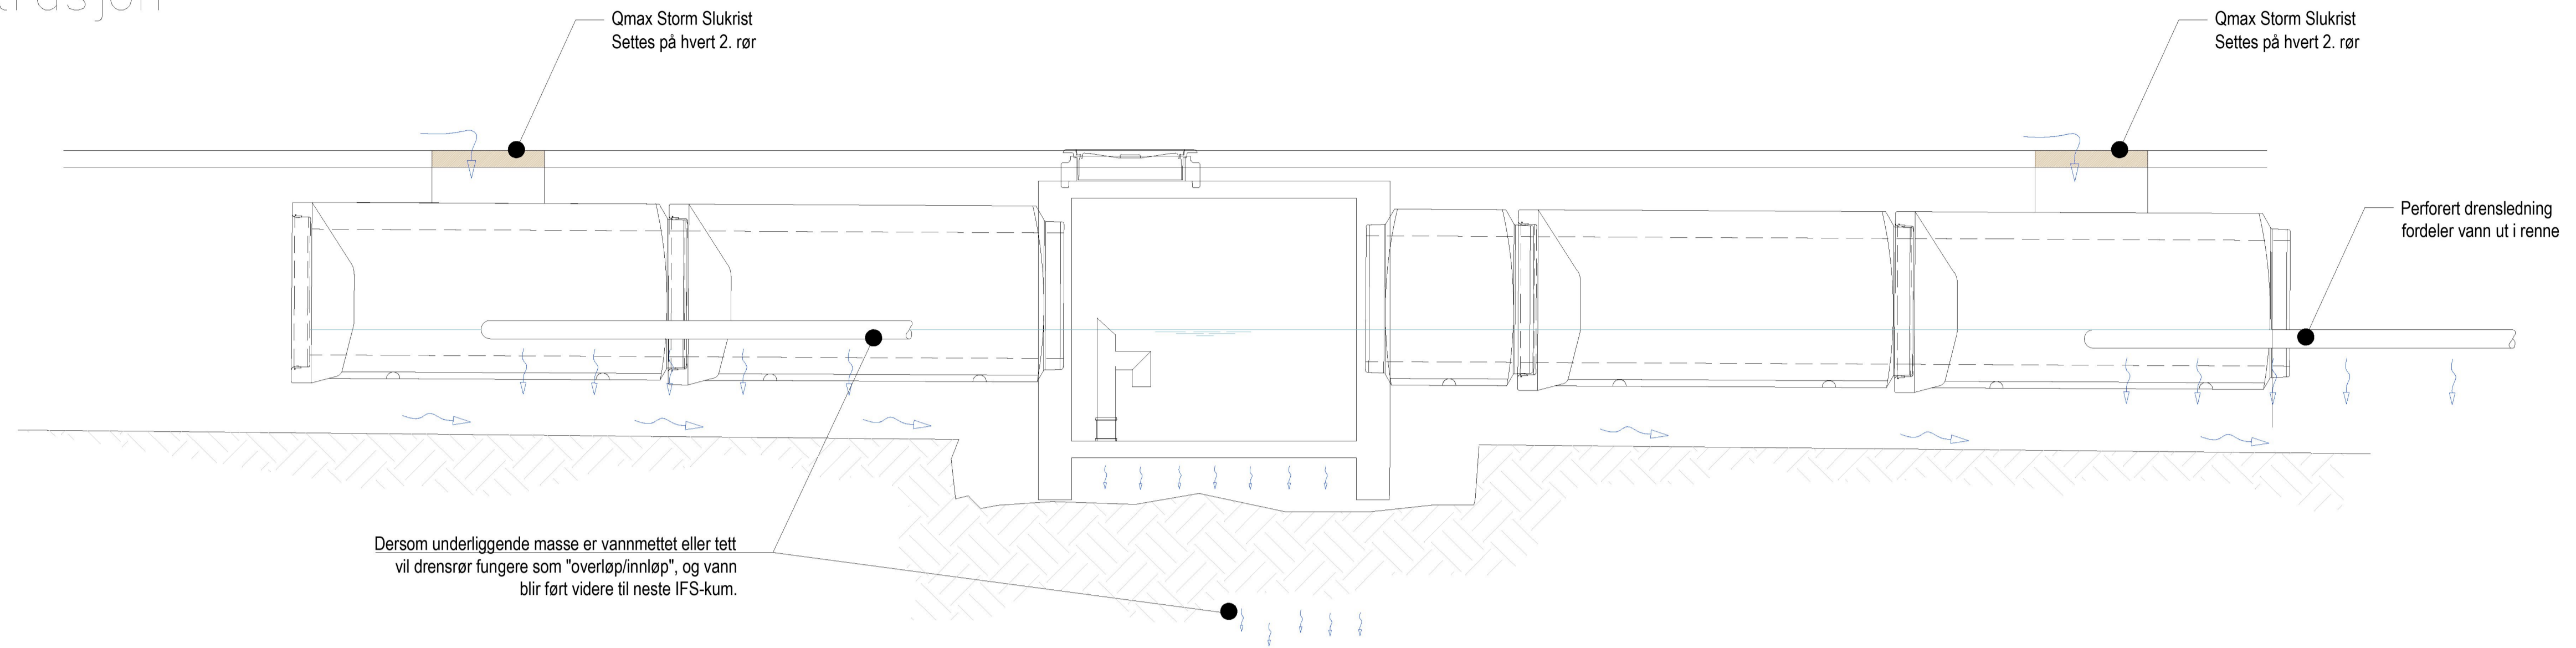 Qmax Storm Slukrist
Settes på hvert 2. rør
Qmax Storm Slukrist
Settes på hvert 2. rør
Perforert drensledning
fordeler vann ut i renne
Dersom underliggende masse er vannmettet eller tett
vil drensrør fungere som "overløp/innløp", og vann
blir ført videre til neste IFS-kum.